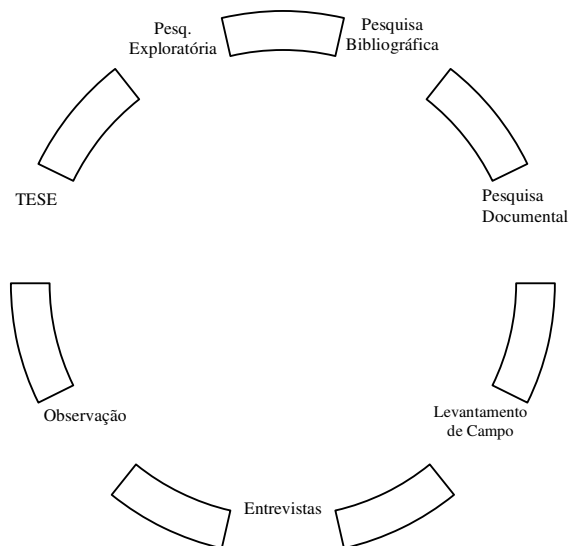 Pesq.
Exploratória
Pesquisa
Bibliográfica
Pesquisa
Documental
Levantamento
de Campo
Entrevistas
Observação
TESE